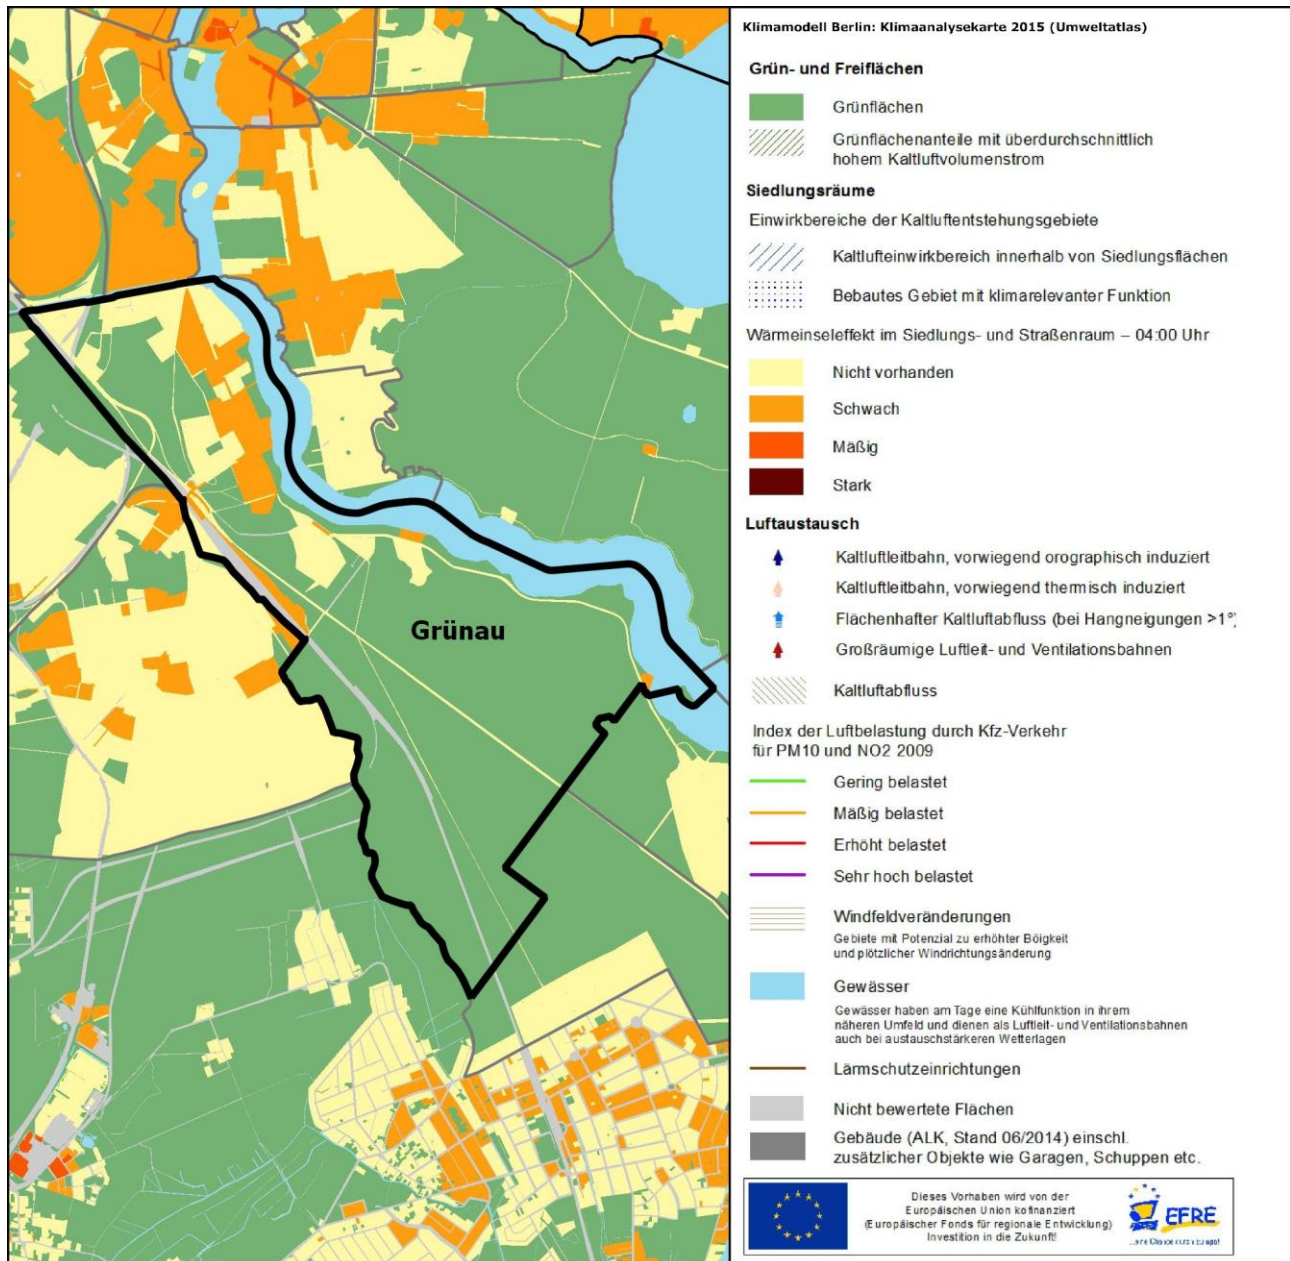 Klimamodell Berlin: Klimaanalysekarte 2015 (Umweltatlas)
Grün- und Freiflächen
Grünflächen
Grünflächenanteile mit überdurchschnittlich
hohem Kaltluftvolumenstrom
Siedlungsräume
Einwirkbereiche der Kaltluftentstehungsgebiete
Kaltlufteinwirkbereich innerhalb von Siedlungsflächen
Bebautes Gebiet mit klimarelevanter Funktion
Wärmeinseleffekt im Siedlungs- und Straßenraum – 04:00 Uhr
Nicht vorhanden
Schwach
Mäßig
Stark
Luftaustausch
Kaltluftleitbahn, vorwiegend orographisch induziert
Kaltluftleitbahn, vorwiegend thermisch induziert
Flächenhafter Kaltluftabfluss (bei Hangneigungen >1°)
Großräumige Luftleit- und Ventilationsbahnen
Kaltluftabfluss
Index der Luftbelastung durch Kfz-Verkehr
für PM10 und NO2 2009
Gering belastet
Mäßig belastet
Erhöht belastet
Sehr hoch belastet
Windfeldveränderungen
Gebiete mit Potenzial zu erhöhter Böigkeit
und plötzlicher Windrichtungsänderung
Gewässer
Gewässer haben am Tage eine Kühlfunktion in ihrem
näheren Umfeld und dienen als Luftleit- und Ventilationsbahnen
auch bei austauschstärkeren Wetterlagen
Lärmschutzeinrichtungen
Nicht bewertete Flächen
Gebäude (ALK, Stand 06/2014) einschl.
zusätzlicher Objekte wie Garagen, Schuppen etc.
Dieses Vorhaben wird von der
Europäischen Union kofinanziert
(Europäischer Fonds für regionale Entwicklung)
Investition in die Zukunft!
EFRE
...eine Chance durch Europa!
Grünau